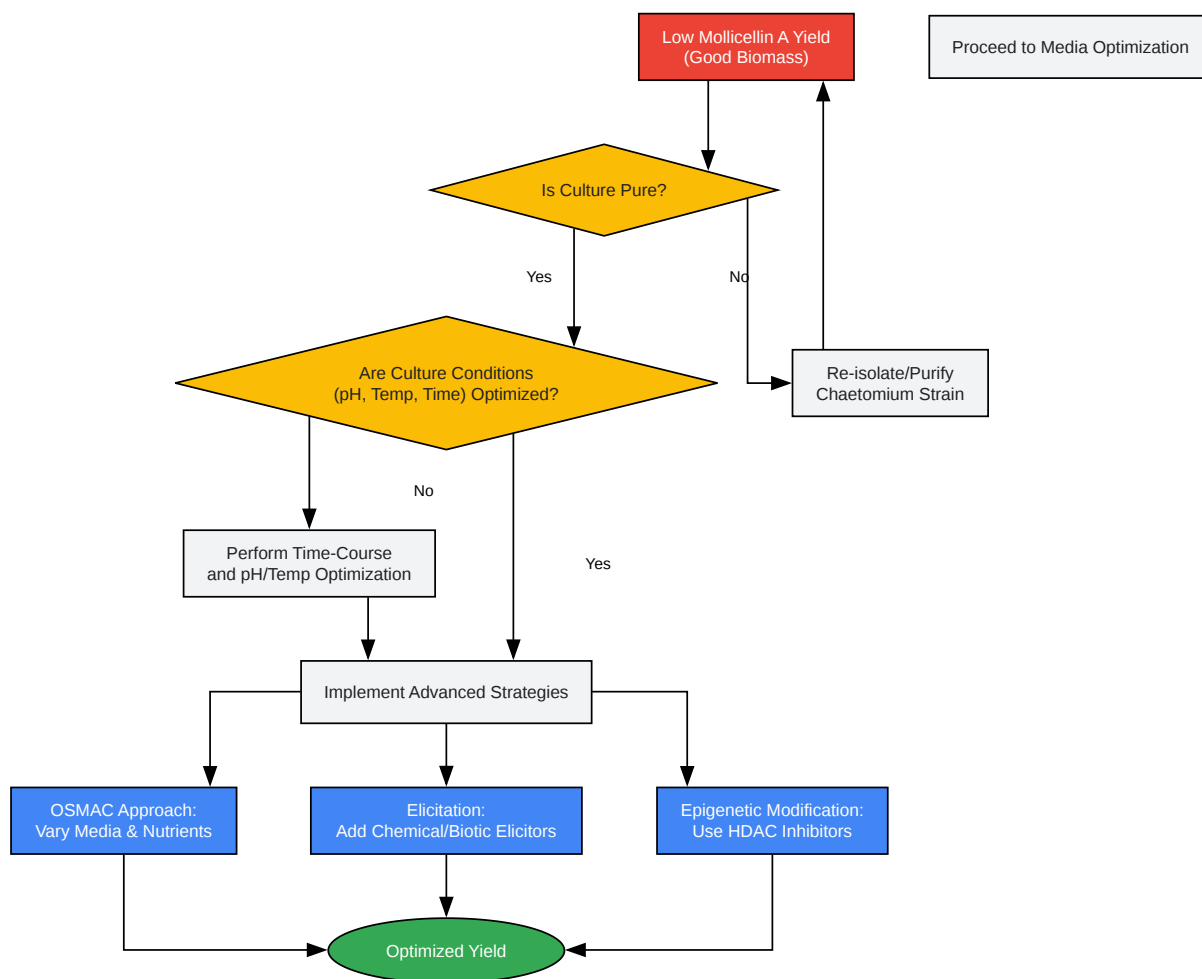 Low Mollicellin A Yield
(Good Biomass)
Proceed to Media Optimization
Is Culture Pure?
Yes
No
Are Culture Conditions
(pH, Temp, Time) Optimized?
Re-isolate/Purify
Chaetomium Strain
No
Perform Time-Course
and pH/Temp Optimization
Yes
Implement Advanced Strategies
OSMAC Approach:
Vary Media & Nutrients
Elicitation:
Add Chemical/Biotic Elicitors
Epigenetic Modification:
Use HDAC Inhibitors
Optimized Yield